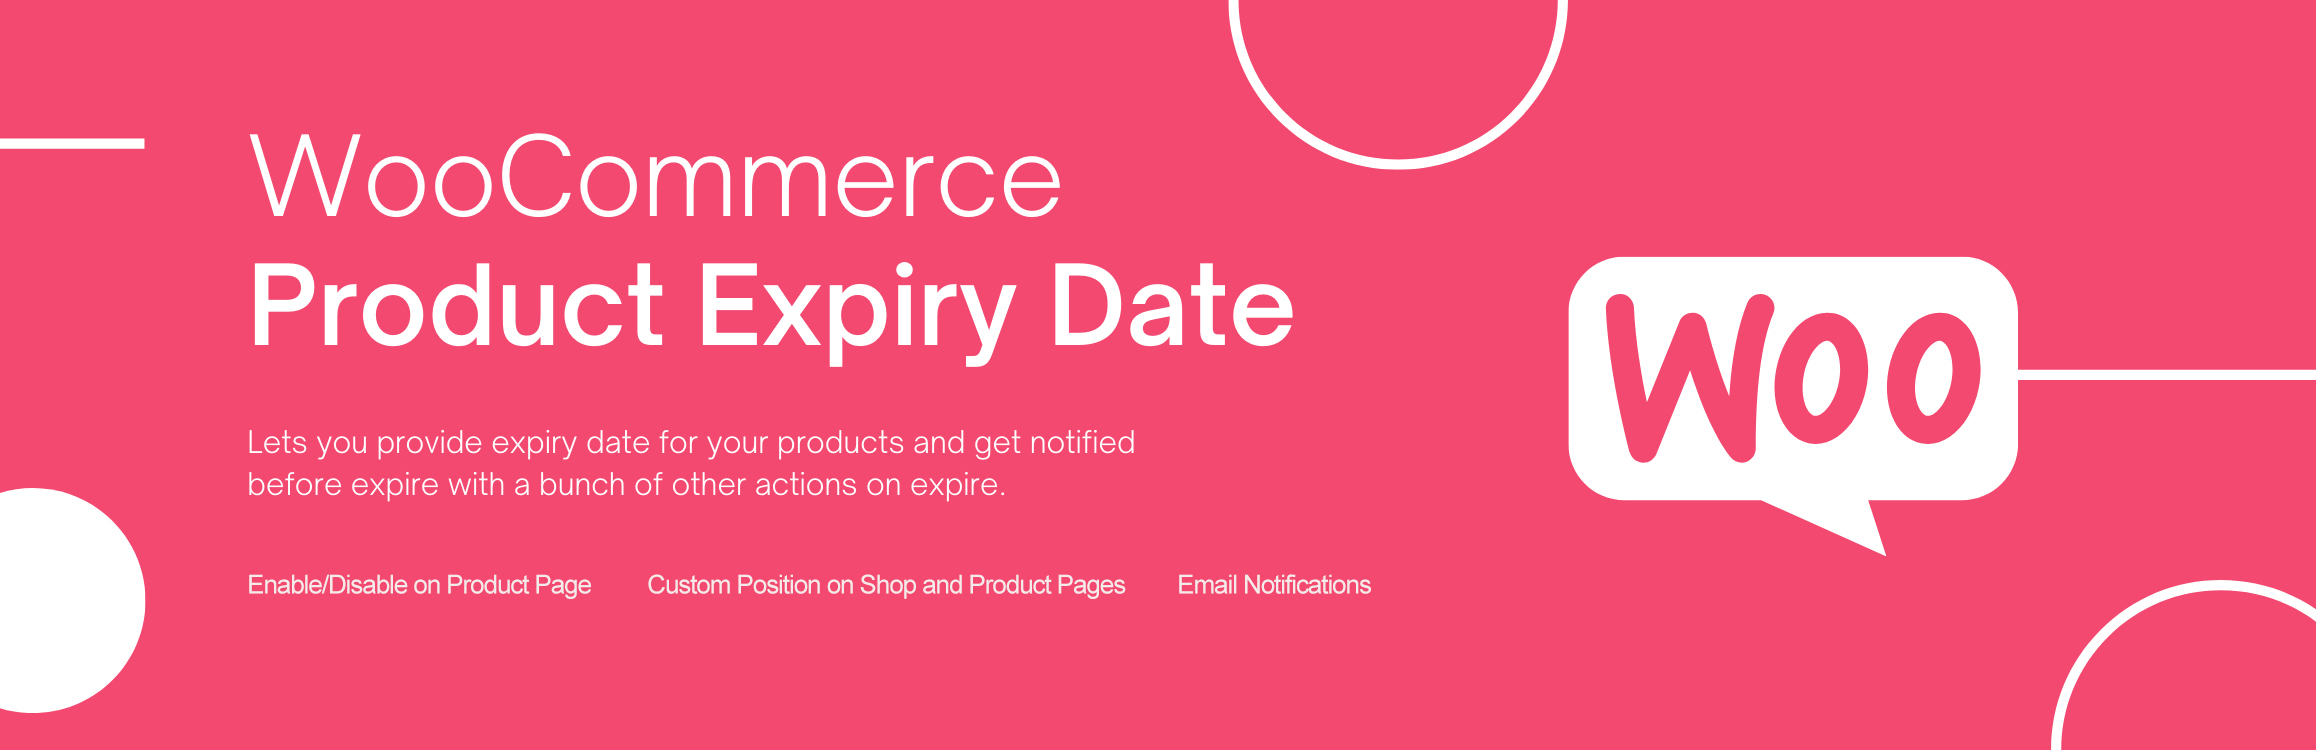 WooCommerce
Product Expiry Date
Lets you provide expiry date for your products and get notified
before expire with a bunch of other actions on expire.
Enable/Disable on Product Page Custom Position on Shop and Product Pages Email Notifications
Woo